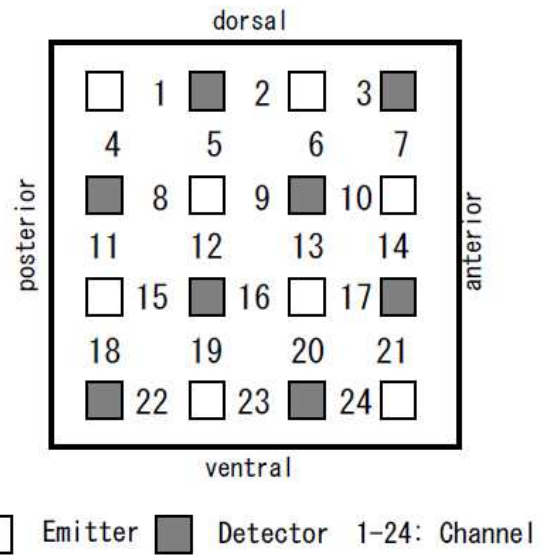 dorsal
1 2 3
4 5 6 7
posterior
8 9 10
anterior
11 12 13 14
15 16 17
18 19 20 21
22 23 24
ventral
Emitter Detector 1-24: Channel